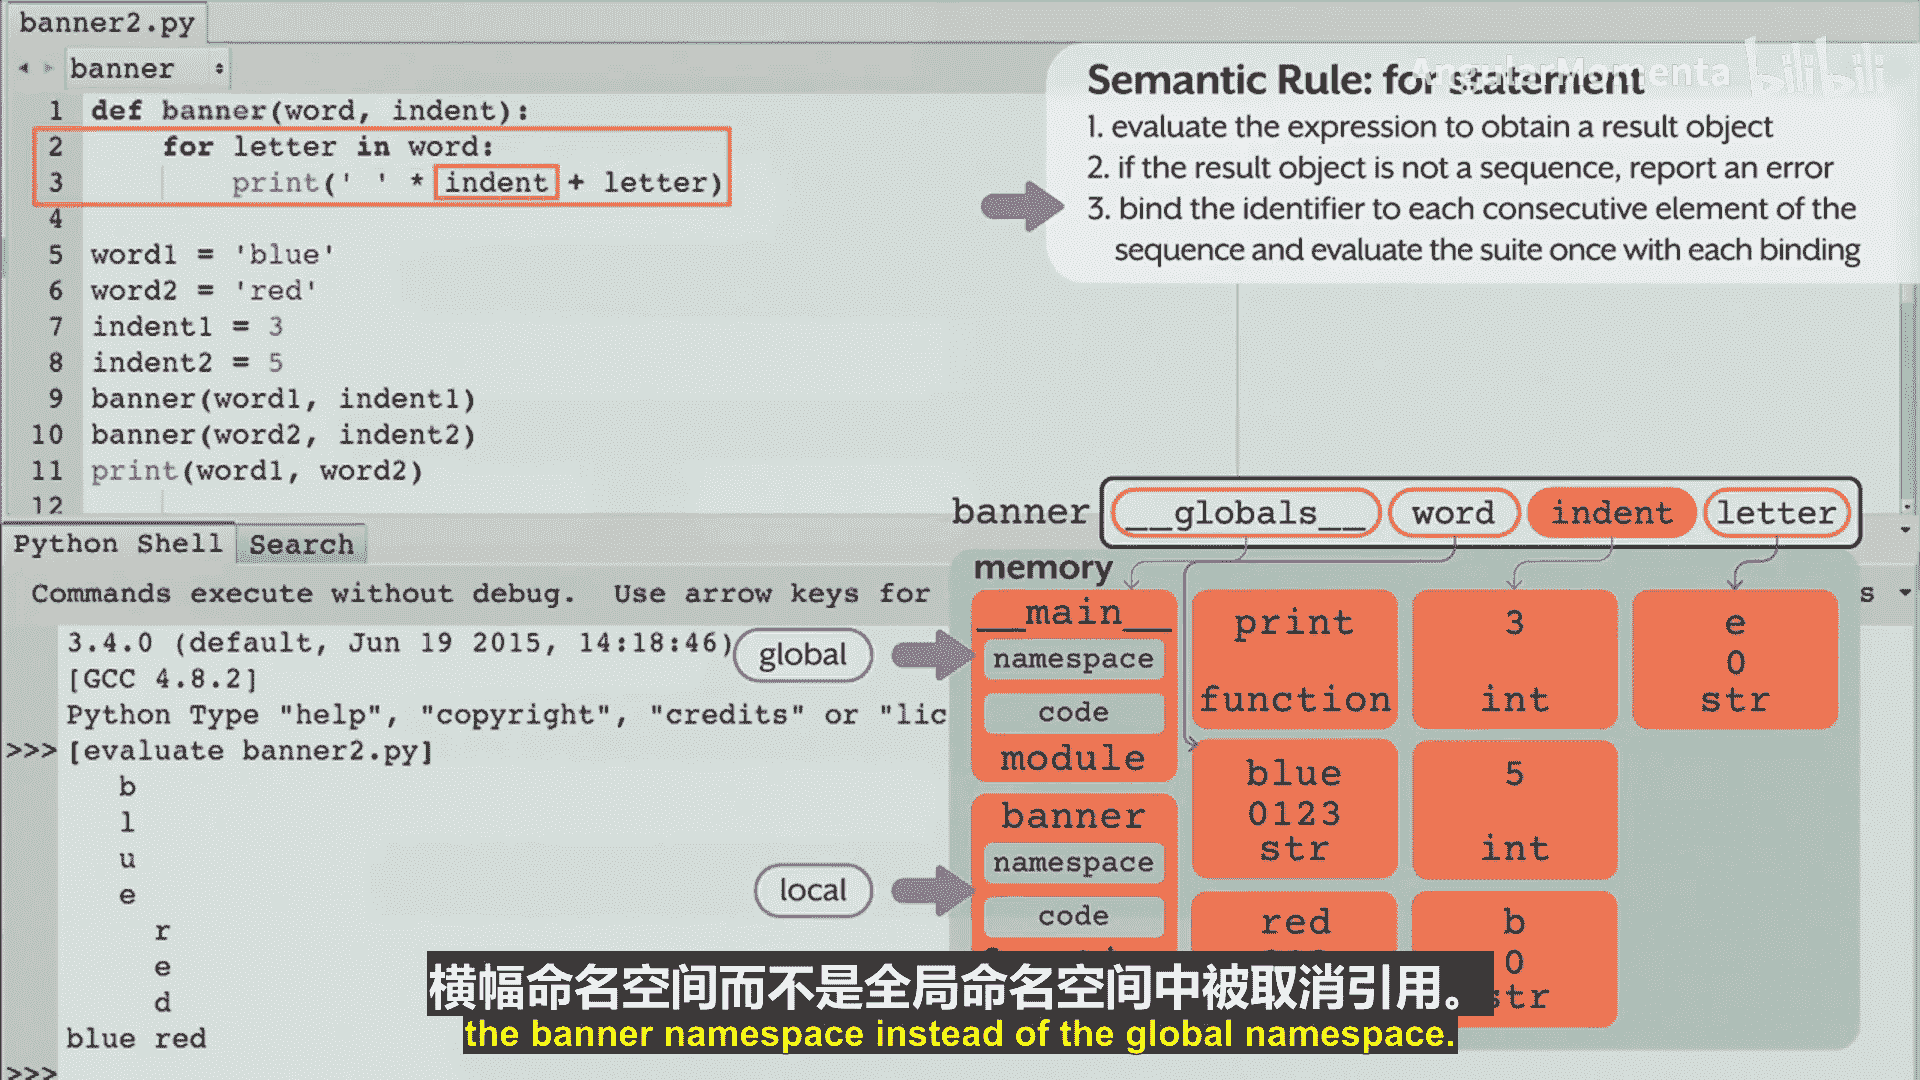 banner2.py
banner
1 def banner(word, indent):
2 for letter in word:
3 print(' ' * indent + letter)
4
5 word1 = 'blue'
6 word2 = 'red'
7 indent1 = 3
8 indent2 = 5
9 banner(word1, indent1)
10 banner(word2, indent2)
11 print(word1, word2)
12
AngularMomenta bilibili
Semantic Rule: for statement
1. evaluate the expression to obtain a result object
2. if the result object is not a sequence, report an error
3. bind the identifier to each consecutive element of the
sequence and evaluate the suite once with each binding
Python Shell Search
Commands execute without debug. Use arrow keys for
s
3.4.0 (default, Jun 19 2015, 14:18:46)
[GCC 4.8.2]
Python Type "help", "copyright", "credits" or "lic
>>> [evaluate banner2.py]
b
l
u
e
r
e
d
blue red
>>>
banner __globals__ word indent letter
memory
global
__main__
namespace
code
module
local
banner
namespace
code
print
function
3
int
e
0
str
blue
0123
str
5
int
red
b
0
str
横幅命名空间而不是全局命名空间中被取消引用。
the banner namespace instead of the global namespace.